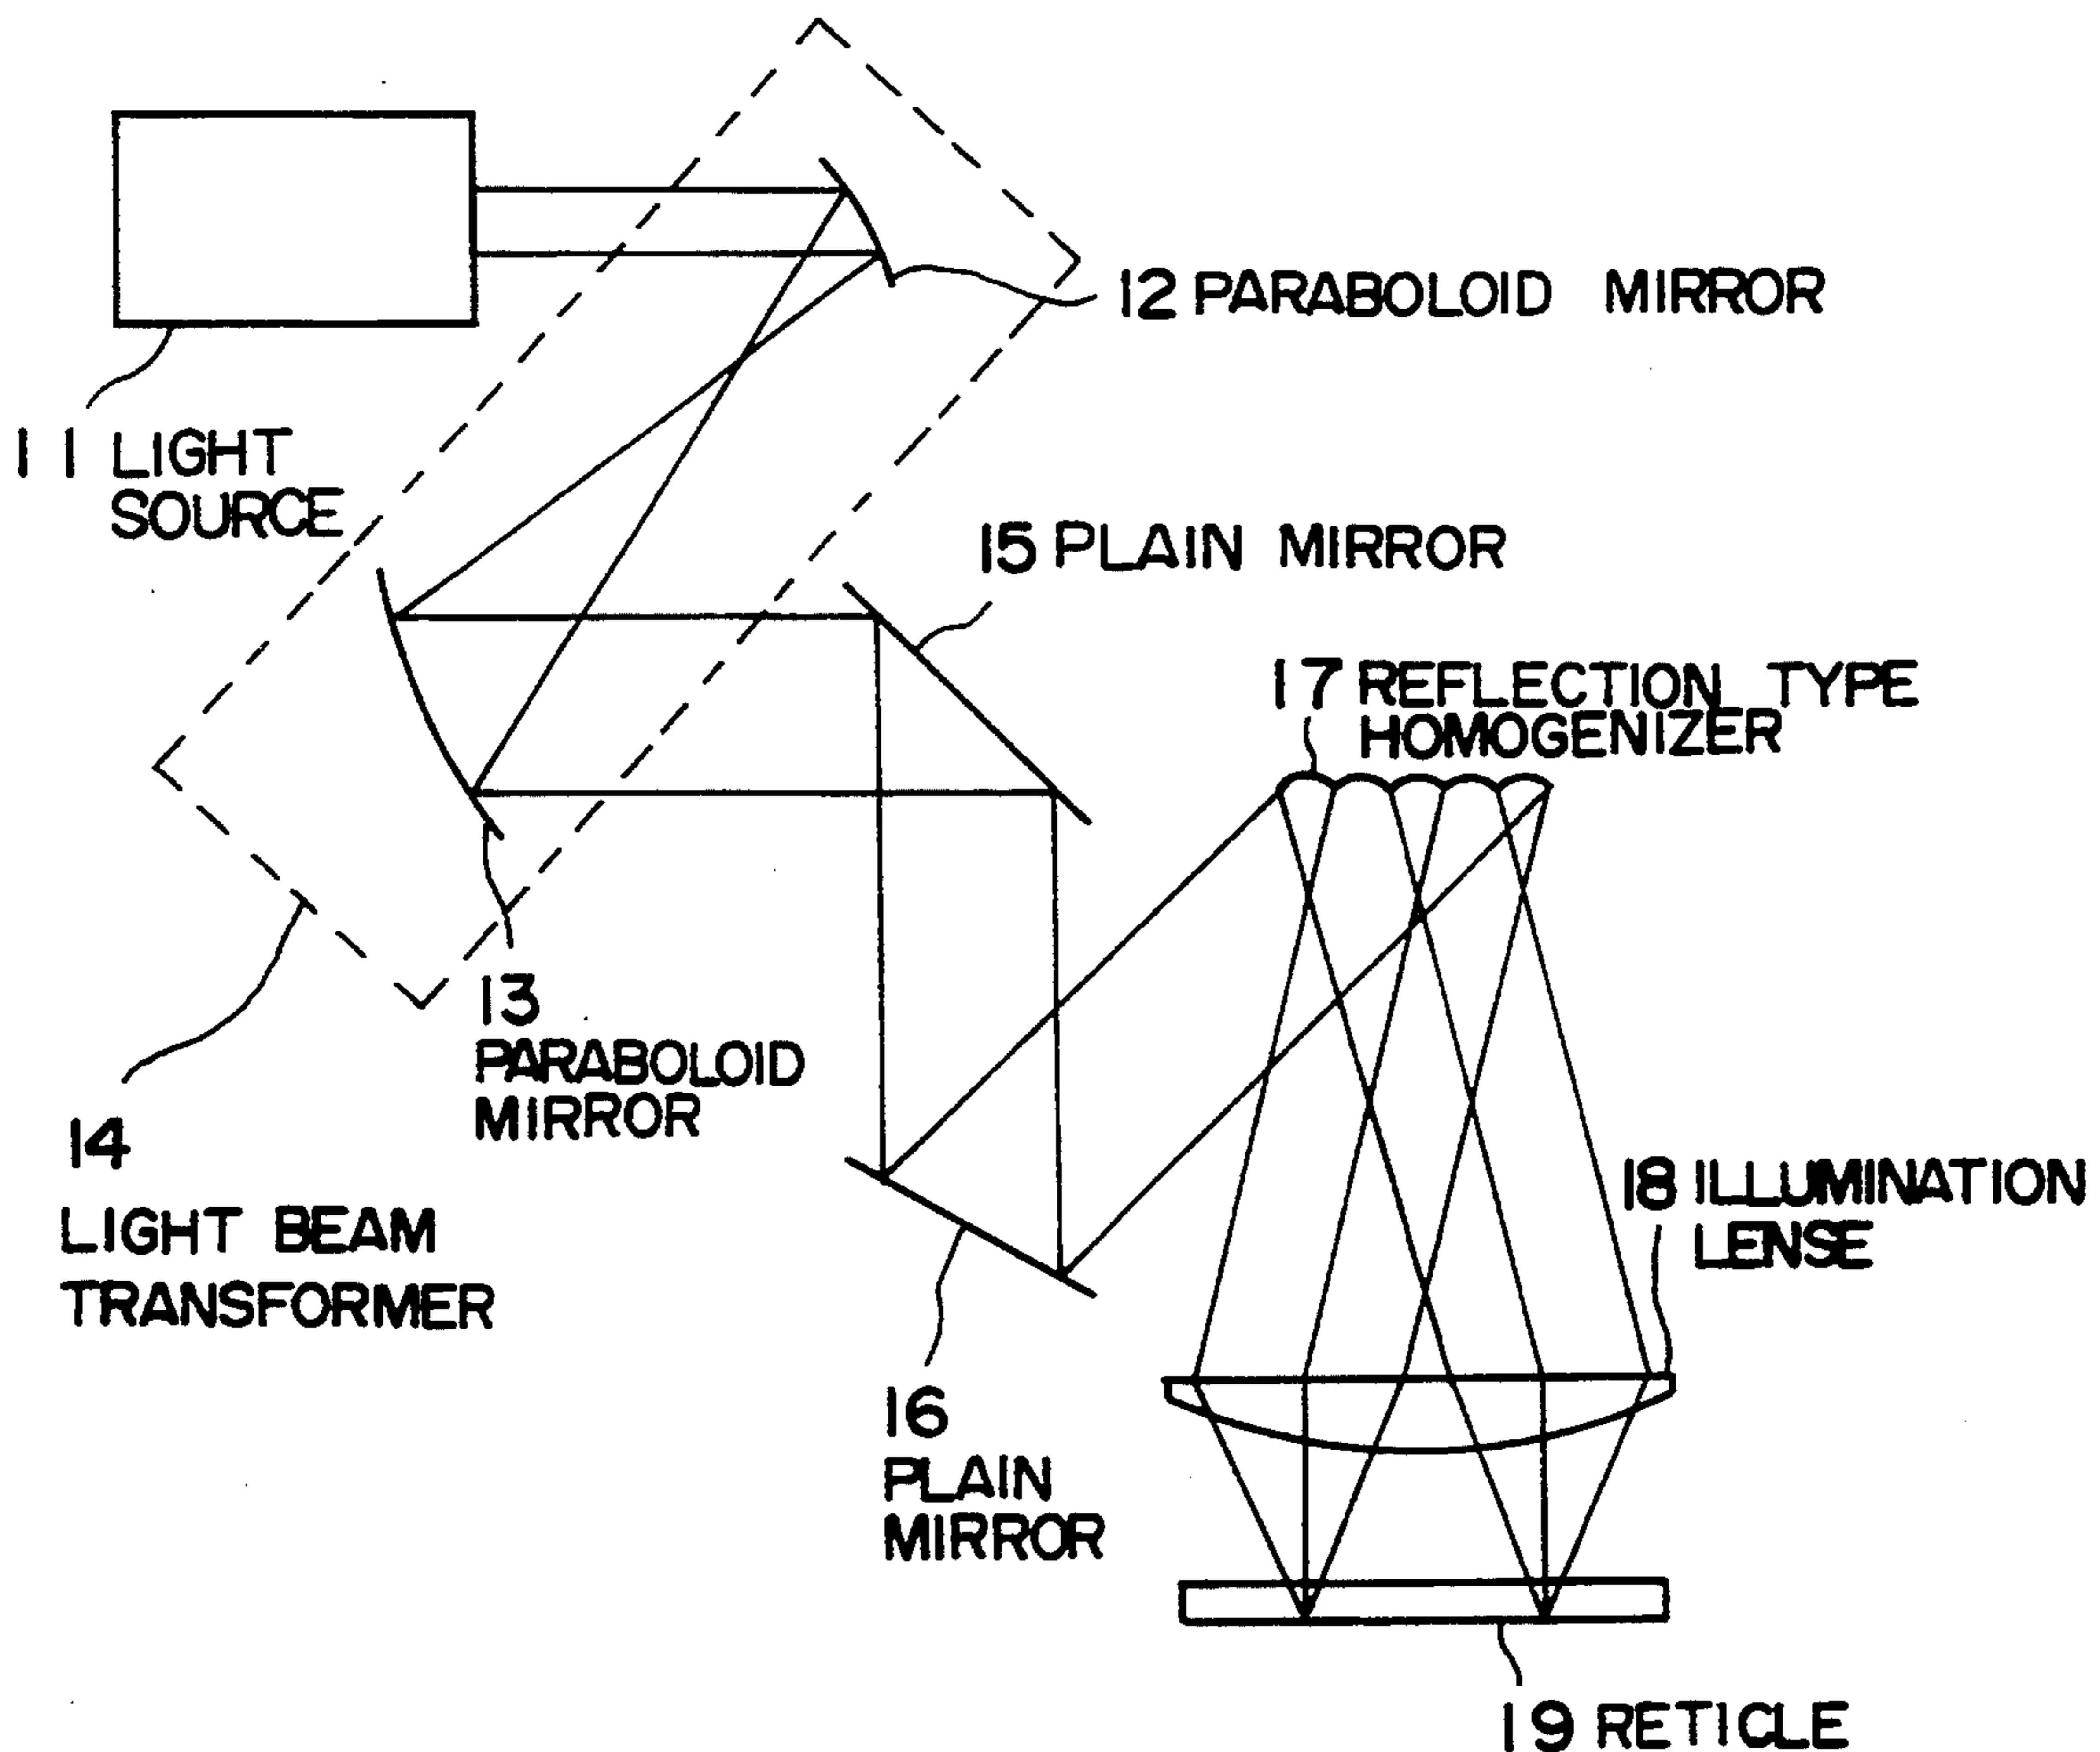 12 PARABOLOID MIRROR
11 LIGHT
SOURCE
15 PLAIN MIRROR
17 REFLECTION TYPE
HOMOGENIZER
13
PARABOLOID
MIRROR
14
LIGHT BEAM
TRANSFORMER
18 ILLUMINATION
LENSE
16
PLAIN
MIRROR
19 RETICLE